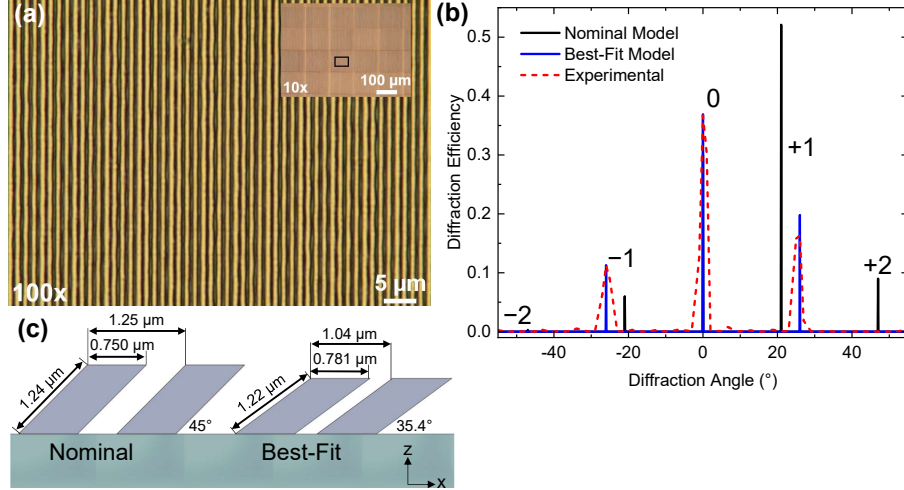 (a)
10x
100 µm
100x
5 µm
(b)
Nominal Model
Best-Fit Model
Experimental
0
+1
−1
+2
−2
0.5
0.4
0.3
0.2
0.1
0.0
Diffraction Efficiency
-40
-20
0
20
40
Diffraction Angle (°)
(c)
1.25 µm
0.750 µm
1.24 µm
45°
Nominal
1.04 µm
0.781 µm
1.22 µm
35.4°
Best-Fit
z
x